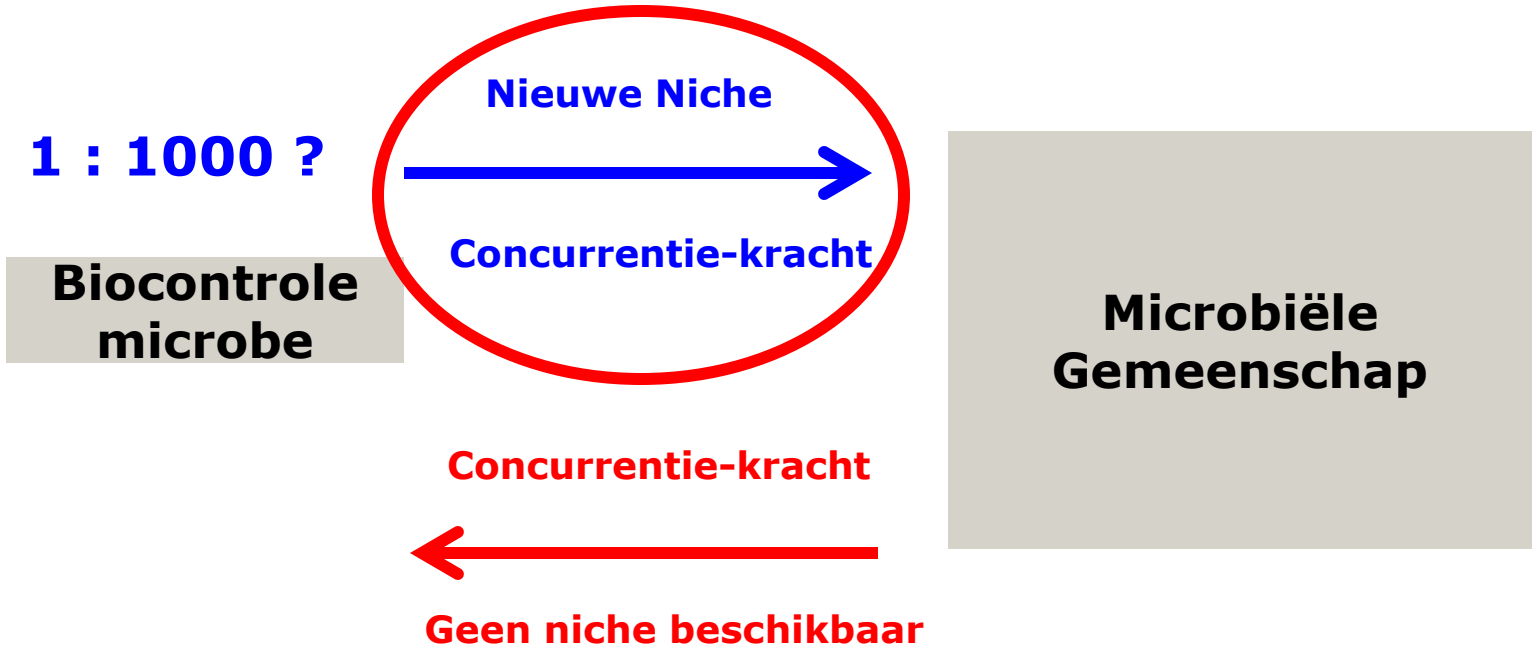 Nieuwe Niche
1 : 1000 ?
Concurrentie-kracht
Biocontrole
microbe
Microbiële
Gemeenschap
Concurrentie-kracht
Geen niche beschikbaar